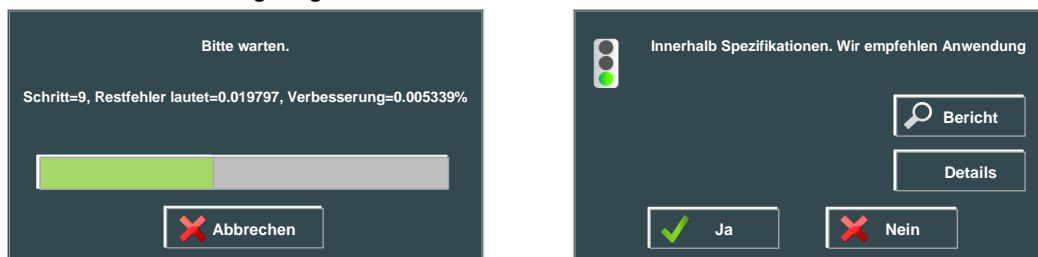 Bitte warten.
Schritt=9, Restfehler lautet=0.019797, Verbesserung=0.005339%
Abbrechen
Innerhalb Spezifikationen. Wir empfehlen Anwendung
Bericht
Details
Ja
Nein